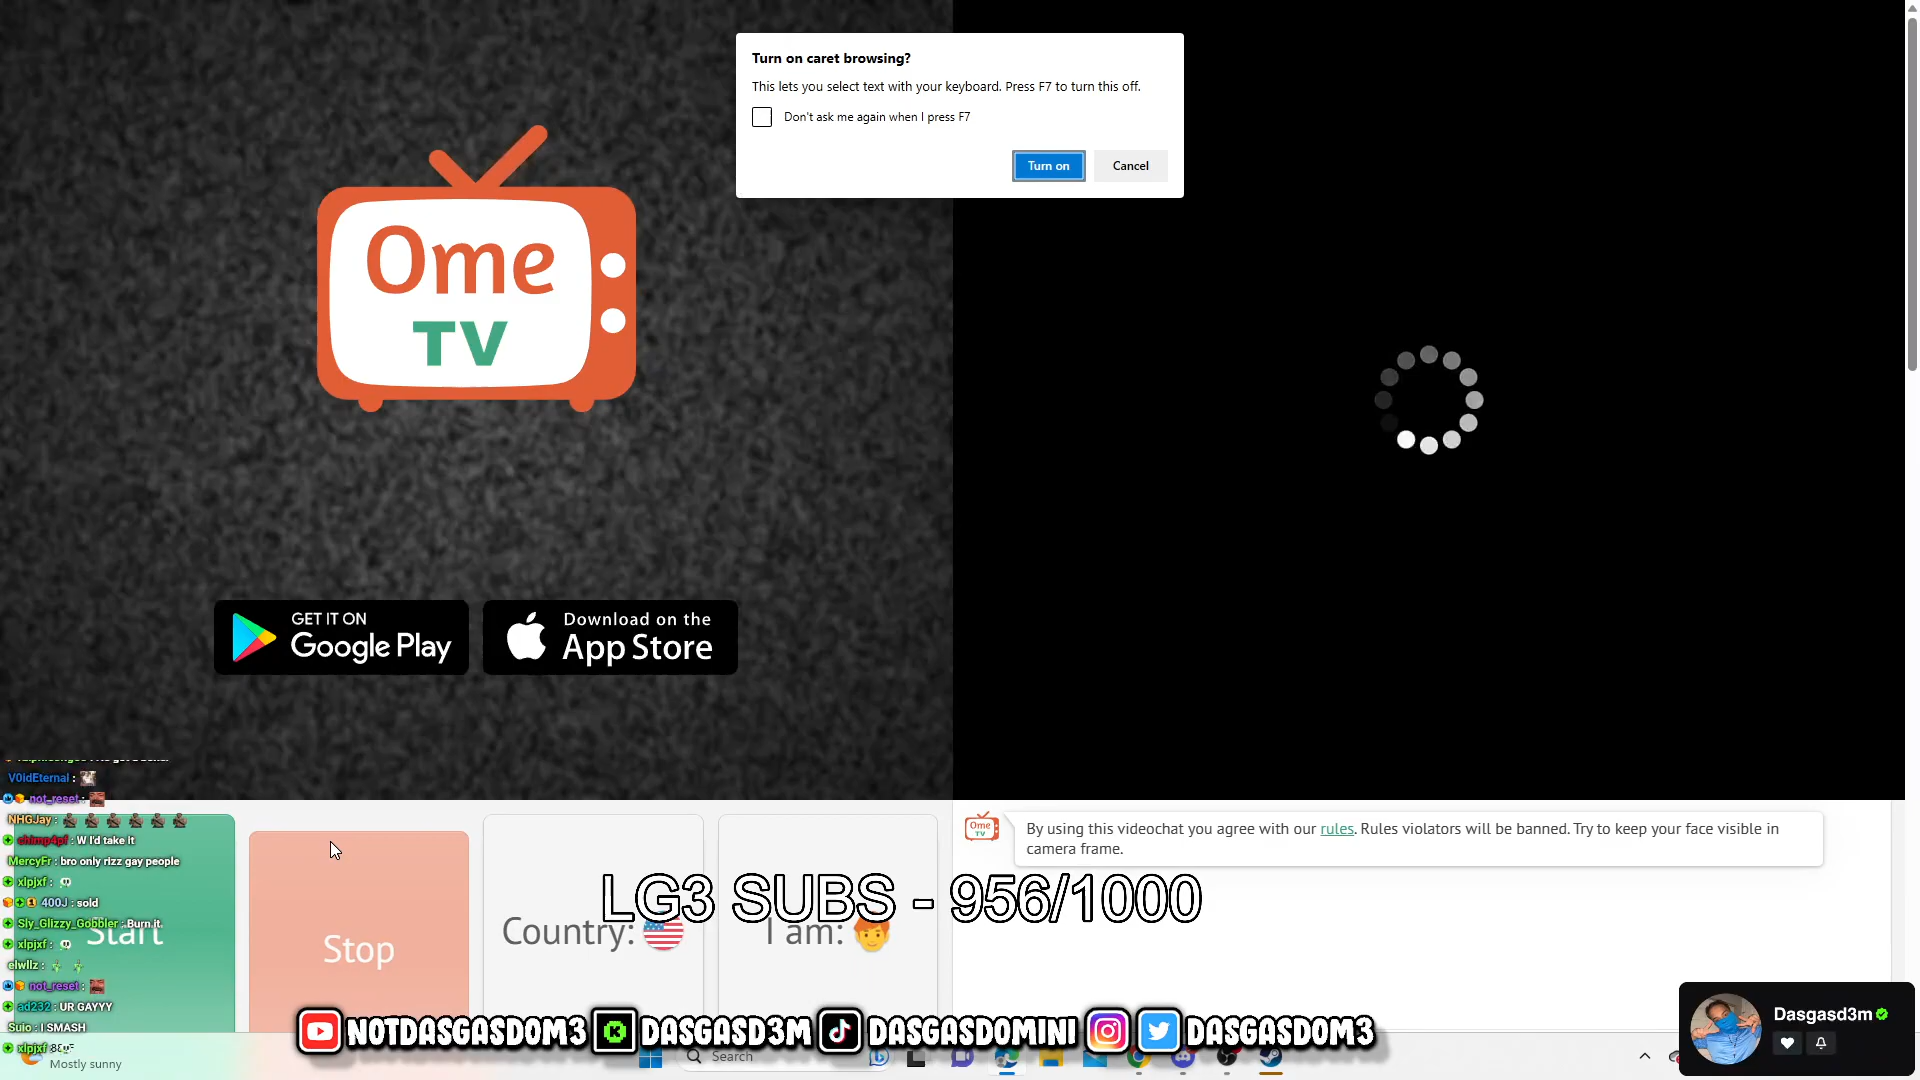 Turn on caret browsing?
This lets you select text with your keyboard. Press F7 to turn this off.
Don't ask me again when I press F7
Turn on
Cancel
Ome
TV
GET IT ON
Google Play
Download on the
App Store
V0idEternal :
not_reset :
NHGJay :
chimp4pf : W I'd take it
MercyFr : bro only rizz gay people
xlpjxf :
400J : sold
Sly_Glizzy_Gobbler : Burn it.
xlpjxf :
elwllz :
not_reset :
ad232 : UR GAYYY
Suio : I SMASH
xlpjxf :
Start
Stop
Country:
I am:
By using this videochat you agree with our rules. Rules violators will be banned. Try to keep your face visible in
camera frame.
LG3 SUBS - 956/1000
NOTDASGASDOM3
DASGASD3M
DASGASDOMINI
DASGASDOM3
Dasgasd3m
Search
Mostly sunny